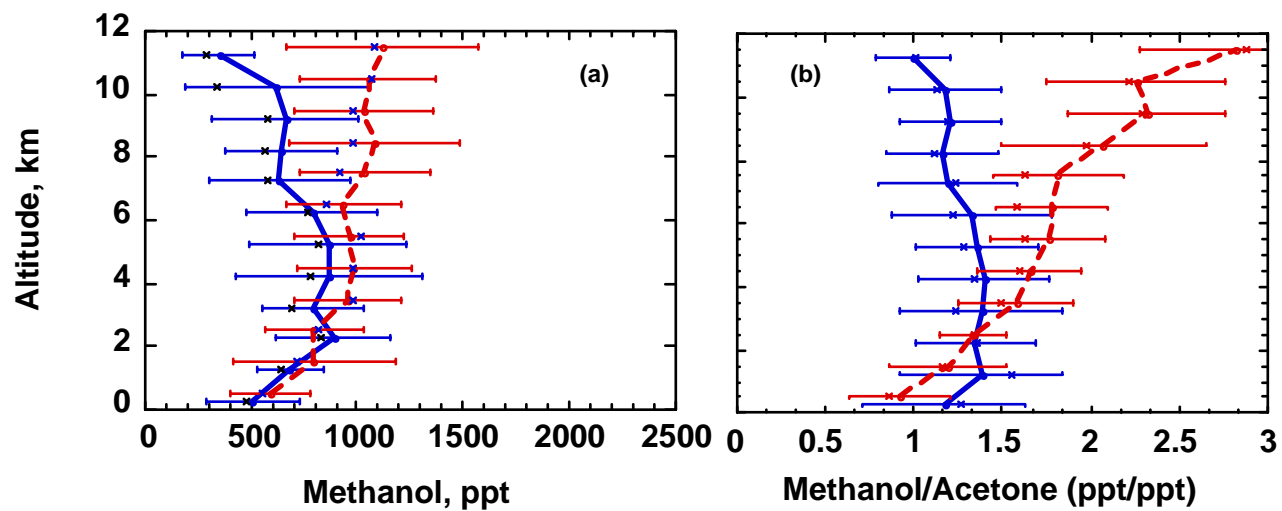 12
10
8
6
4
2
0
Altitude, km
(a)
0 500 1000 1500 2000 2500
Methanol, ppt
(b)
0 0.5 1 1.5 2 2.5 3
Methanol/Acetone (ppt/ppt)